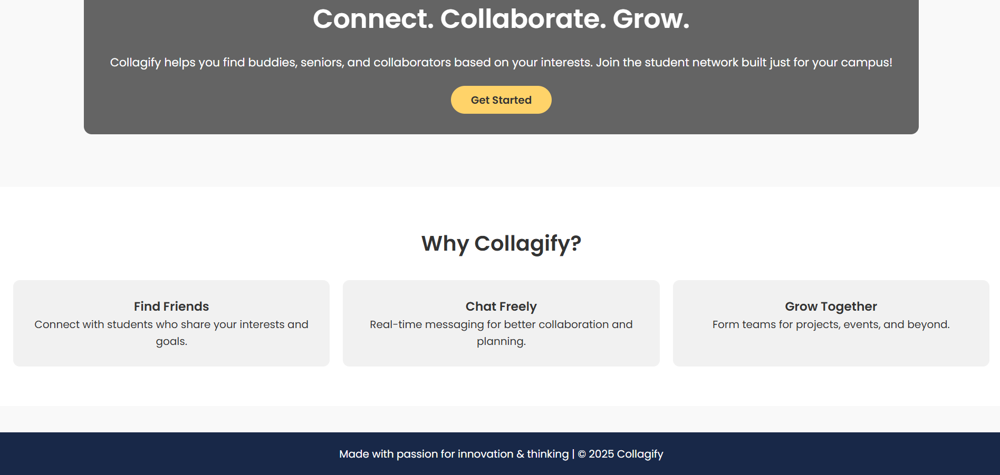 Connect. Collaborate. Grow.
Collagify helps you find buddies, seniors, and collaborators based on your interests. Join the student network built just for your campus!
Get Started
Why Collagify?
Find Friends
Connect with students who share your interests and
goals.
Chat Freely
Real-time messaging for better collaboration and
planning.
Grow Together
Form teams for projects, events, and beyond.
Made with passion for innovation & thinking | © 2025 Collagify